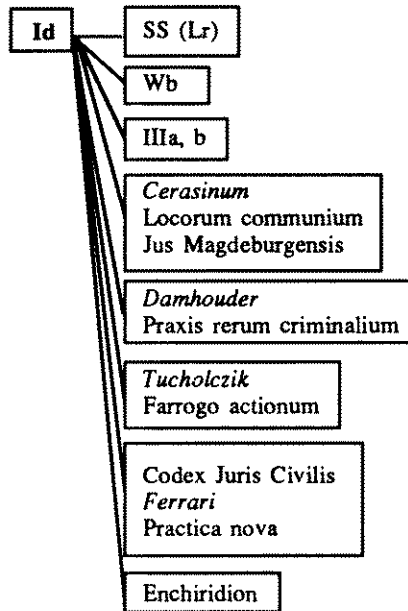 Id
SS (Lr)
Wb
IIIa, b
Cerasinum
Locorum communium
Jus Magdeburgensis
Damhouder
Praxis rerum criminalium
Tucholczik
Farrogo actionum
Codex Juris Civilis
Ferrari
Practica nova
Enchiridion